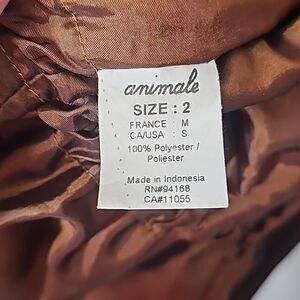 animale
SIZE : 2
FRANCE : M
CA/USA : S
100% Polyester /
Poliester
Made in Indonesia
RN#94168
CA#11055